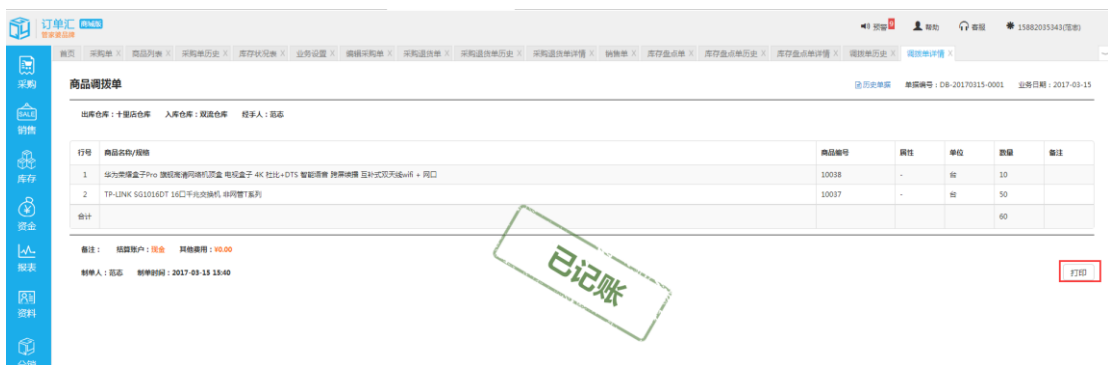 订单汇 商城版
管家婆品牌
预警 9 帮助 客服 15882035343(范志)
首页 采购单 X 商品列表 X 采购单历史 X 库存状况表 X 业务设置 X 编辑采购单 X 采购退货单 X 采购退货单历史 X 采购退货单详情 X 销售单 X 库存盘点单 X 库存盘点单历史 X 库存盘点单详情 X 调拨单历史 X 调拨单详情 X
采购
SALE
销售
库存
资金
报表
资料
分销
商品调拨单
历史单据 单据编号：DB-20170315-0001 业务日期：2017-03-15
出库仓库：十里店仓库 入库仓库：双流仓库 经手人：范志
行号 商品名称/规格 商品编号 属性 单位 数量 备注
1 华为荣耀盒子Pro 旗舰高清网络机顶盒 电视盒子 4K 杜比+DTS 智能语音 跨屏续播 互补式双天线wifi + 网口 10038 - 台 10
2 TP-LINK SG1016DT 16口千兆交换机 非网管T系列 10037 - 台 50
合计 60
备注： 结算账户：现金 其他费用：¥0.00
制单人：范志 制单时间：2017-03-15 15:40
已记账
打印